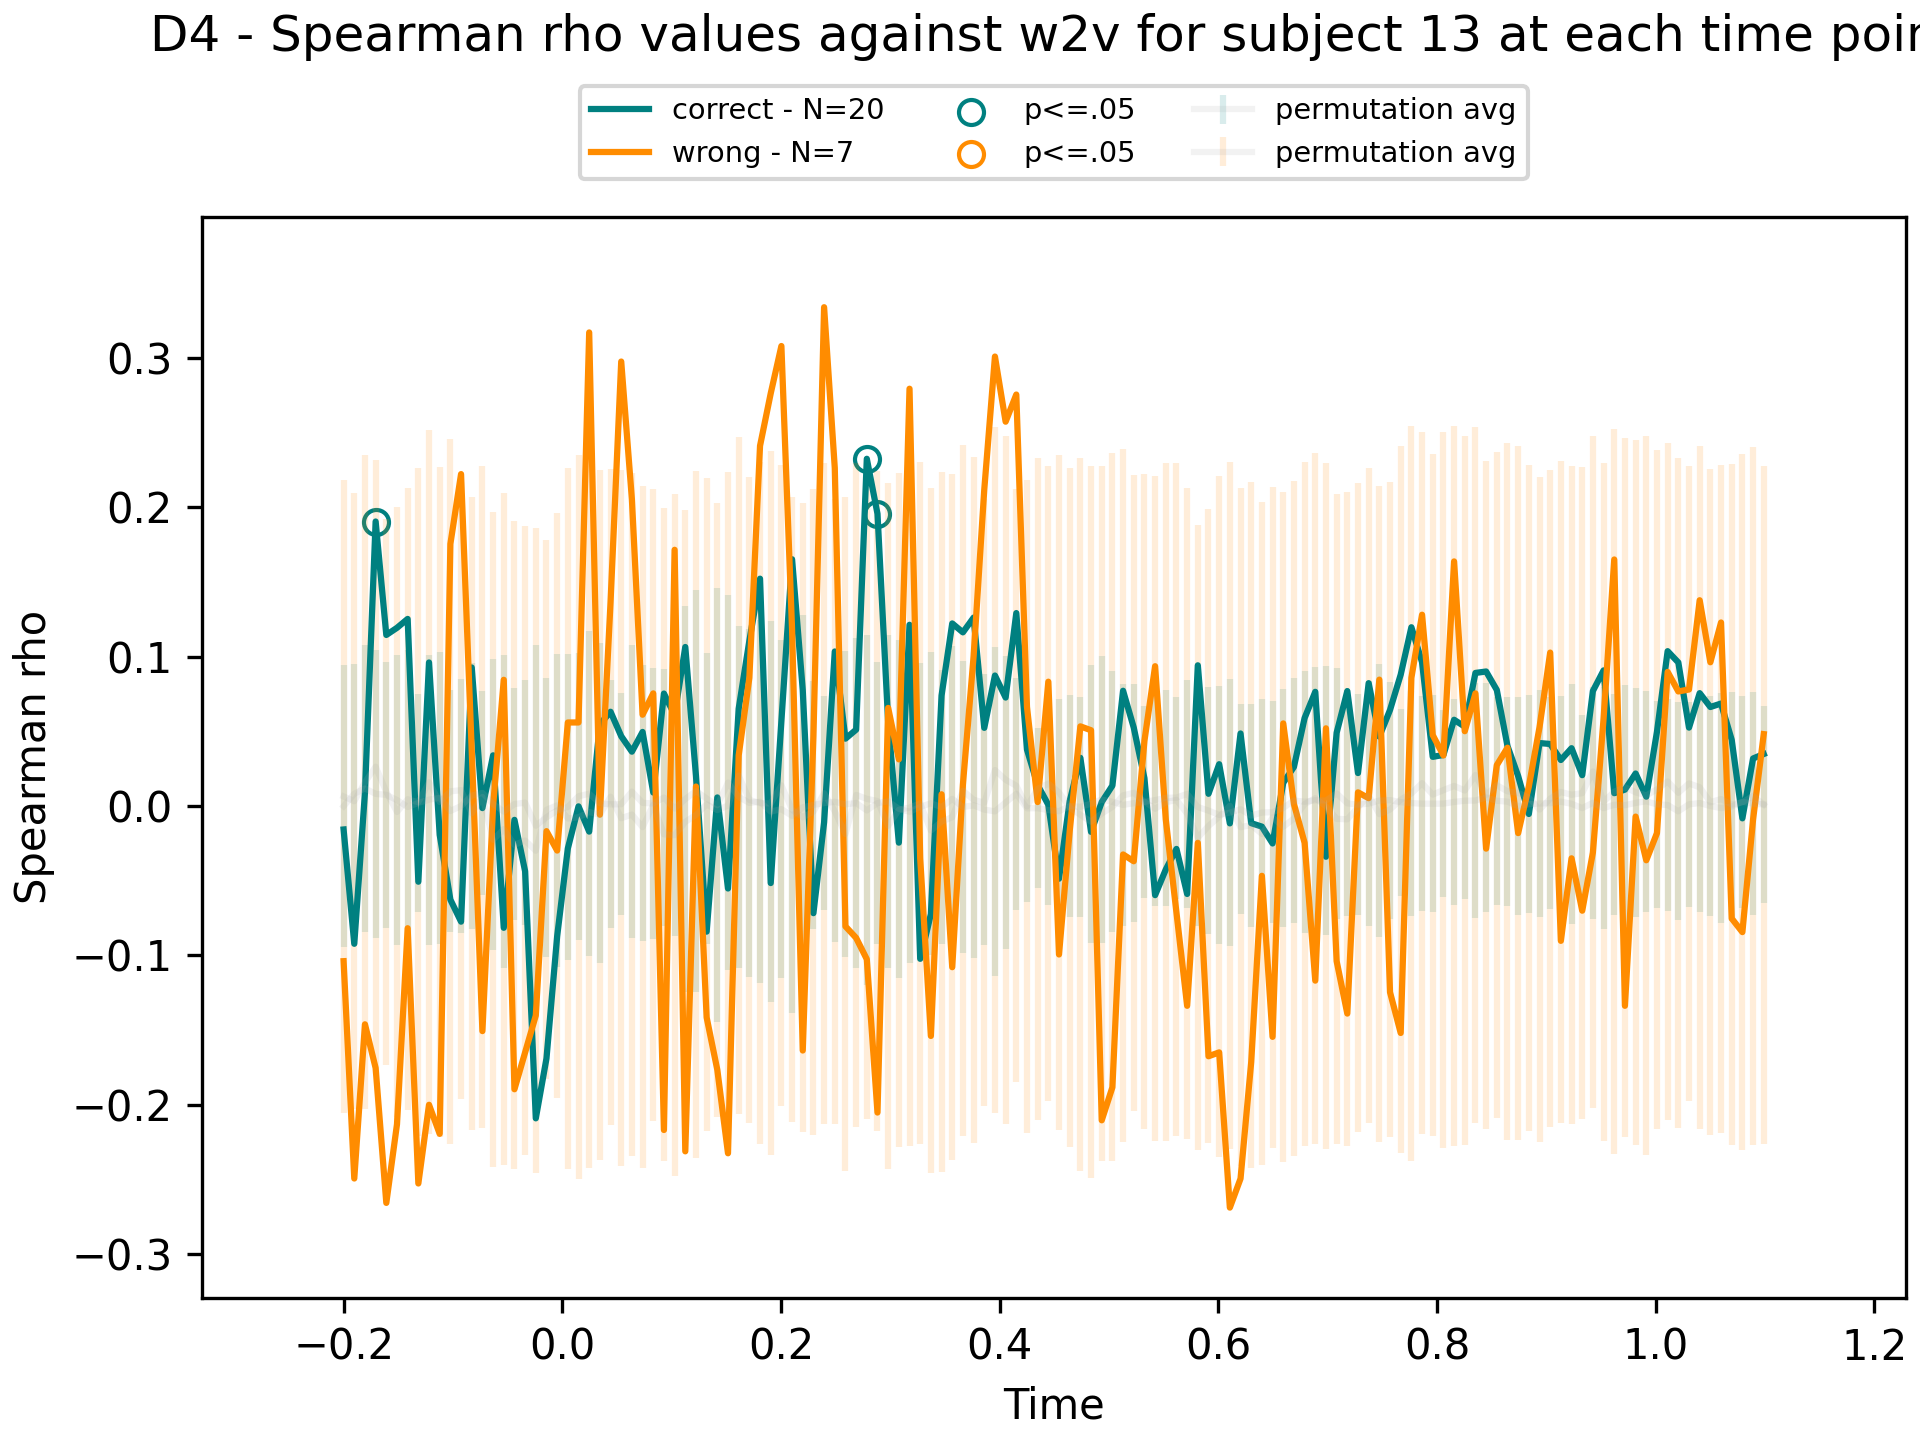 D4 - Spearman rho values against w2v for subject 13 at each time poin
correct - N=20 p<=.05 permutation avg
wrong - N=7 p<=.05 permutation avg
Spearman rho
0.3
0.2
0.1
0.0
−0.1
−0.2
−0.3
−0.2 0.0 0.2 0.4 0.6 0.8 1.0 1.2
Time